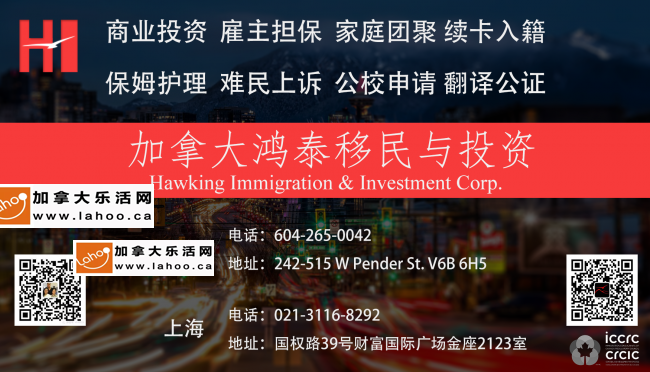 HI
商业投资 雇主担保 家庭团聚 续卡入籍
保姆护理 难民上诉 公校申请 翻译公证
加拿大鸿泰移民与投资
Hawking Immigration & Investment Corp.
Lahoo
加拿大乐活网
www.lahoo.ca
Lahoo
加拿大乐活网
www.lahoo.ca
电话：604-265-0042
地址：242-515 W Pender St. V6B 6H5
上海
电话：021-3116-8292
地址：国权路39号财富国际广场金座2123室
iccrc
crcic